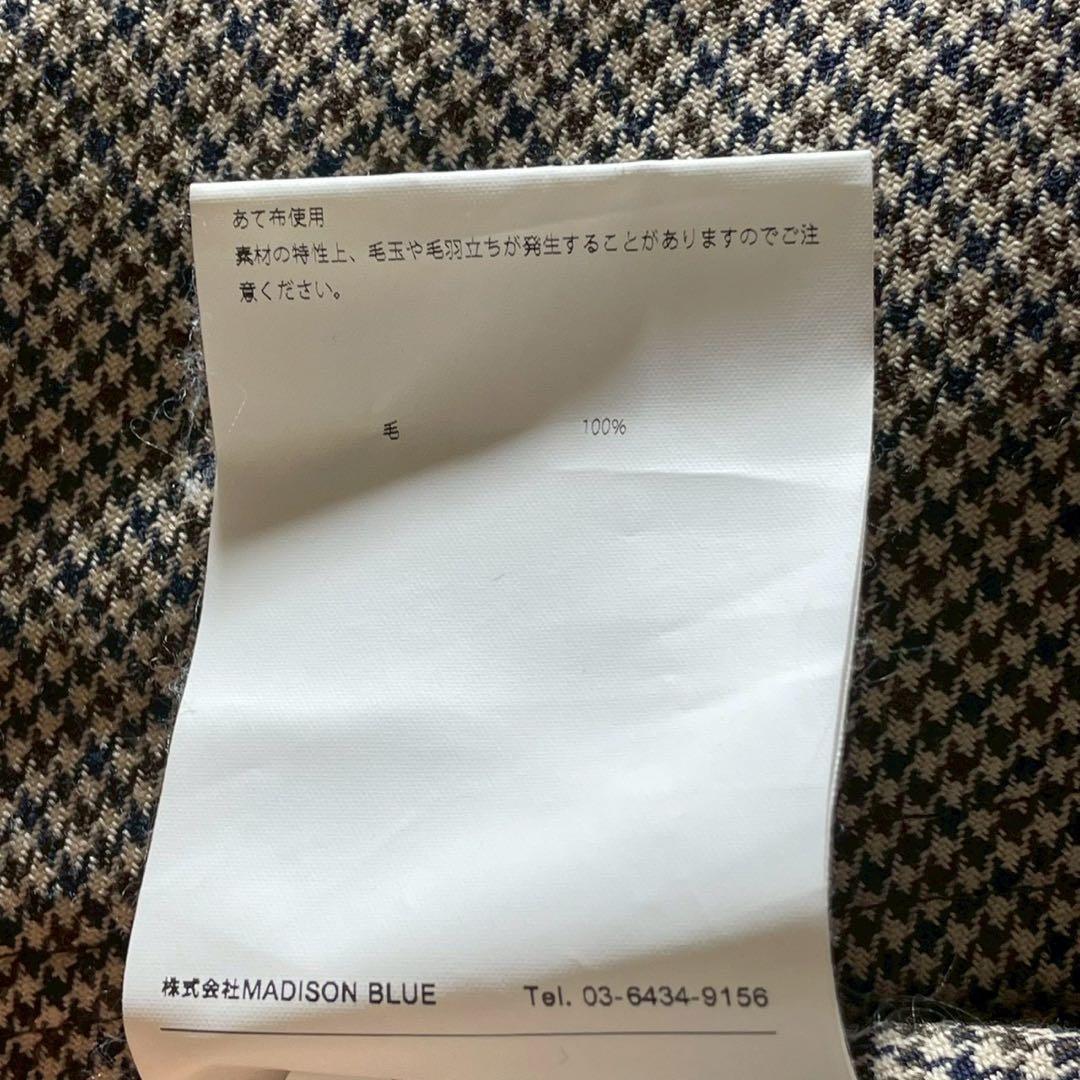 あて布使用
素材の特性上、毛玉や毛羽立ちが発生することがありますのでご注
意ください。
毛 100%
株式会社MADISON BLUE Tel. 03-6434-9156